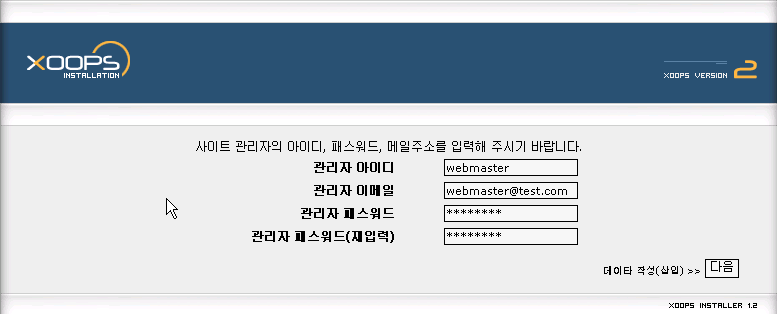 XOOPS
INSTALLATION
XOOPS VERSION 2
사이트 관리자의 아이디, 패스워드, 메일주소를 입력해 주시기 바랍니다.
관리자 아이디 webmaster
관리자 이메일 webmaster@test.com
관리자 패스워드 ********
관리자 패스워드(재입력) ********
데이타 작성(삽입) >> 다음
XOOPS INSTALLER 1.2